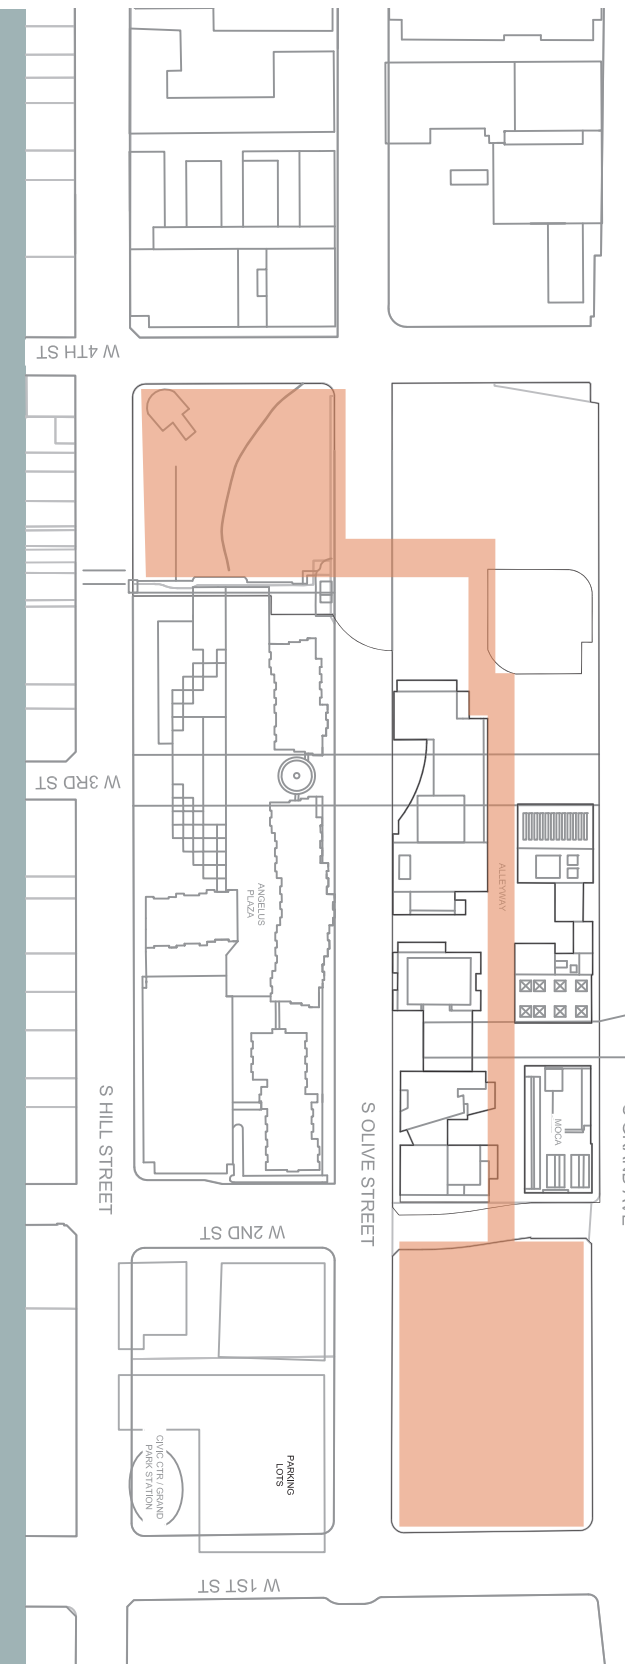 W 4TH ST
W 3RD ST
ALLEYWAY
ANGELUS
PLAZA
S HILL STREET
S OLIVE STREET
MOCA
W 2ND ST
CIVIC CTR / GRAND
PARK STATION
PARKING
LOTS
W 1ST ST